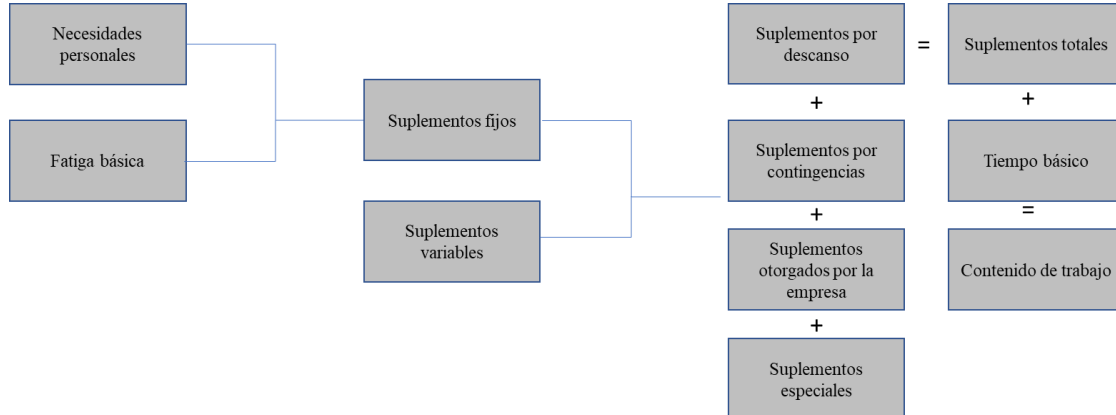 Necesidades
personales
Fatiga básica
Suplementos fijos
Suplementos
variables
Suplementos por
descanso
=
Suplementos totales
+
+
Suplementos por
contingencias
Tiempo básico
+
=
Suplementos
otorgados por la
empresa
Contenido de trabajo
+
Suplementos
especiales